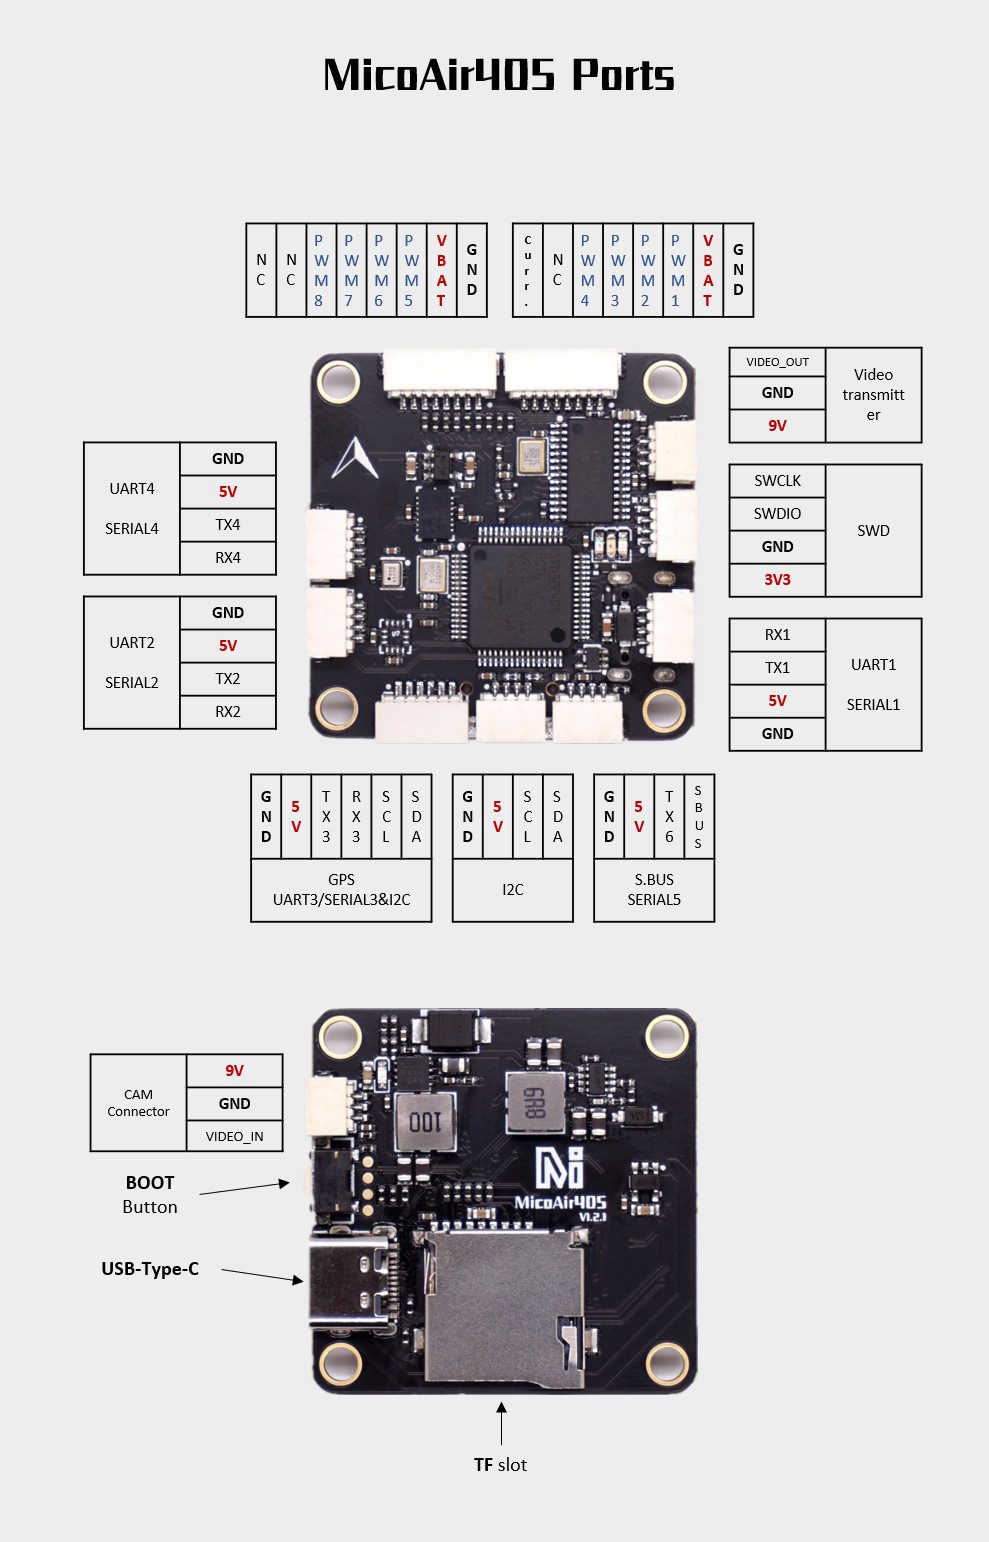 MicoAir405 Ports
NC
NC
PWM8
PWM7
PWM6
PWM5
VBAT
GND
curr.
NC
PWM4
PWM3
PWM2
PWM1
VBAT
GND
VIDEO_OUT
GND
9V
Video
transmitt
er
SWCLK
SWDIO
GND
3V3
SWD
RX1
TX1
5V
GND
UART1
SERIAL1
UART4
SERIAL4
GND
5V
TX4
RX4
UART2
SERIAL2
GND
5V
TX2
RX2
GND
5V
TX3
RX3
SCL
SDA
GPS
UART3/SERIAL3&I2C
GND
5V
SCL
SDA
I2C
GND
5V
TX6
SBUS
S.BUS
SERIAL5
CAM
Connector
9V
GND
VIDEO_IN
BOOT
Button
USB-Type-C
100
6R8
MicoAir405
V1.2.1
TF slot